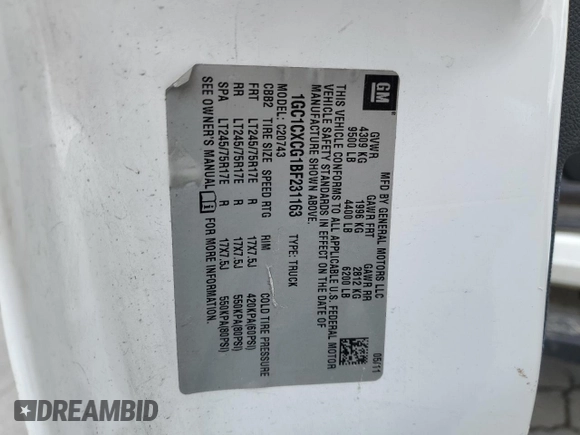 GM
MFD BY GENERAL MOTORS LLC
05/11
GVWR GAWR FRT GAWR RR
4309 KG 1996 KG 2812 KG
9500 LB 4400 LB 6200 LB
THIS VEHICLE CONFORMS TO ALL APPLICABLE U.S. FEDERAL MOTOR
VEHICLE SAFETY STANDARDS IN EFFECT ON THE DATE OF
MANUFACTURE SHOWN ABOVE.
1GC1CXCG1BF231163 TYPE: TRUCK
MODEL: C20743
CBB2 TIRE SIZE SPEED RTG RIM COLD TIRE PRESSURE
FRT LT245/75R17E R 17X7.5J 420KPA(60PSI)
RR LT245/75R17E R 17X7.5J 550KPA(80PSI)
SPA LT245/75R17E R 17X7.5J 550KPA(80PSI)
SEE OWNER'S MANUAL
DREAMBID